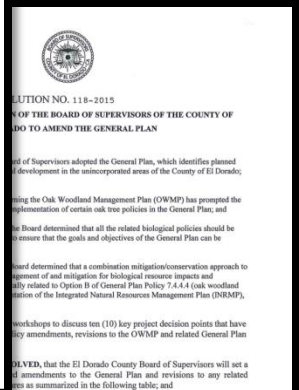 LUTION NO. 118-2015
OF THE BOARD OF SUPERVISORS OF THE COUNTY OF
DO TO AMEND THE GENERAL PLAN
rd of Supervisors adopted the General Plan, which identifies planned
d development in the unincorporated areas of the County of El Dorado;
ning the Oak Woodland Management Plan (OWMP) has prompted the
mplementation of certain oak tree policies in the General Plan; and
he Board determined that all the related biological policies should be
o ensure that the goals and objectives of the General Plan can be
oard determined that a combination mitigation/conservation approach to
agement of and mitigation for biological resource impacts and
ally related to Option B of General Plan Policy 7.4.4.4 (oak woodland
tation of the Integrated Natural Resources Management Plan (INRMP),
workshops to discuss ten (10) key project decision points that have
licy amendments, revisions to the OWMP and related General Plan
OLVED, that the El Dorado County Board of Supervisors will set a
d amendments to the General Plan and revisions to any related
res as summarized in the following table; and